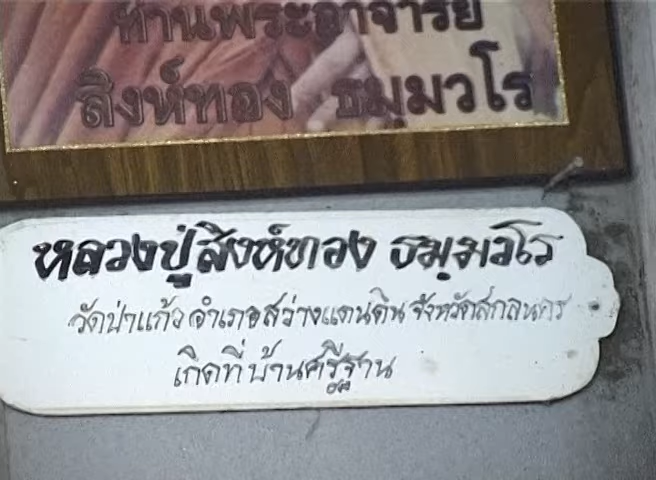 ท่านพระอาจารย์
สิงห์ทอง ธมฺมวโร
หลวงปู่สิงห์ทอง ธมฺมวโร
วัดป่าแก้ว อำเภอสว่างแดนดิน จังหวัดสกลนคร
เกิดที่บ้านศรีฐาน